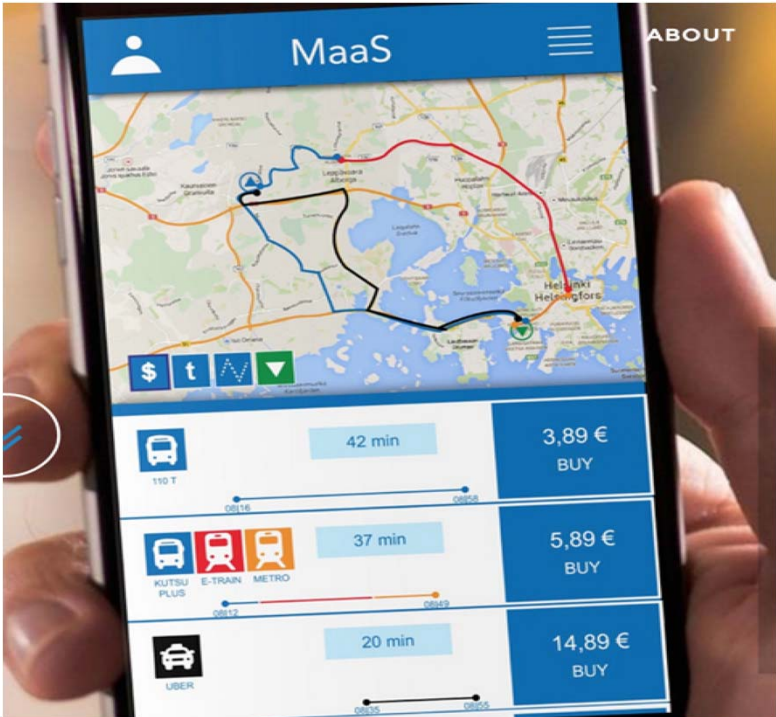 MaaS
ABOUT
Helsinki
Helsingfors
$ t
42 min
3,89 €
BUY
110 T
08|16
08|58
37 min
5,89 €
BUY
KUTSU
PLUS
E-TRAIN
METRO
08|12
08|49
20 min
14,89 €
BUY
UBER
08|35
08|55